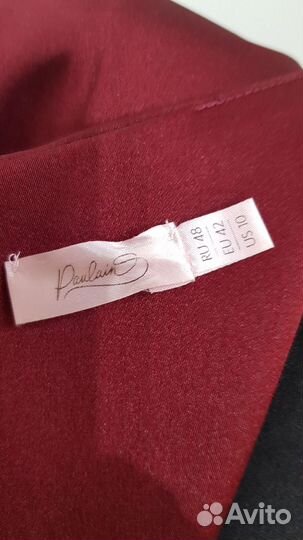 Paulain
RU 48
EU 42
US 10
Avito